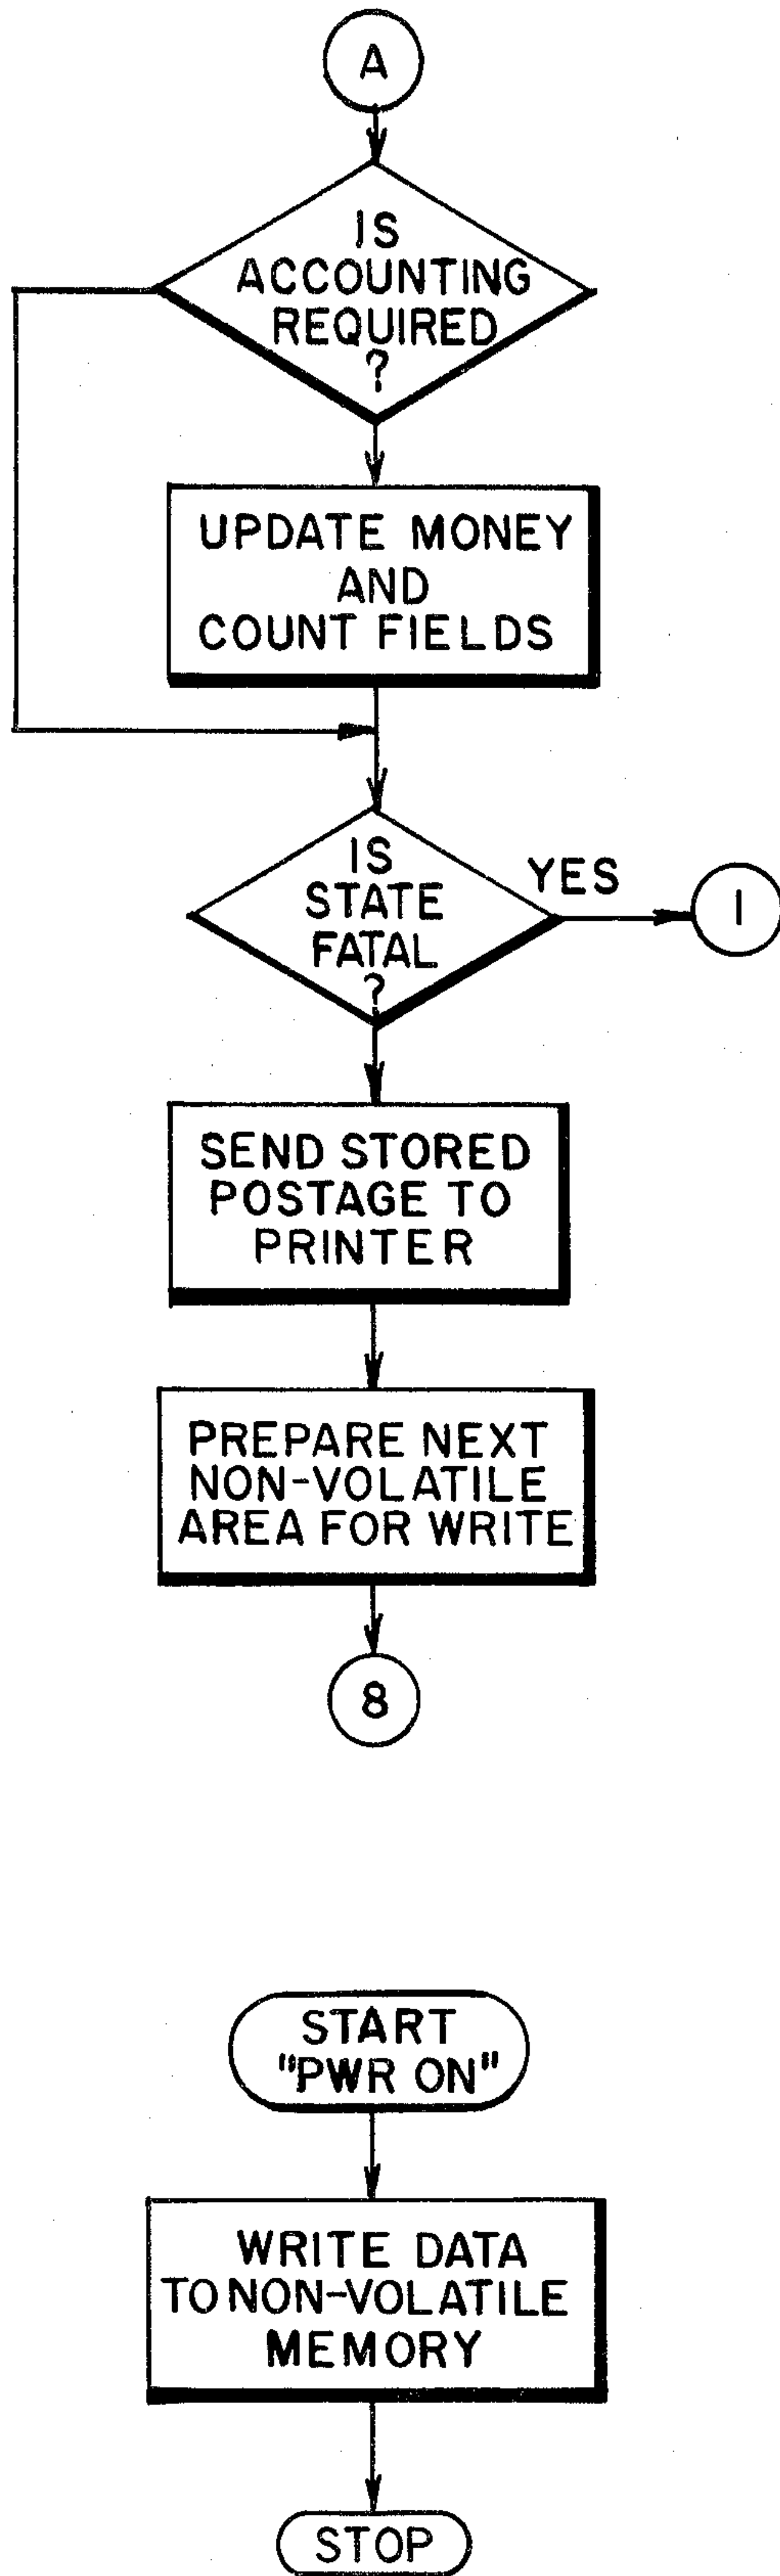 A
IS
ACCOUNTING
REQUIRED
?
UPDATE MONEY
AND
COUNT FIELDS
IS
STATE
FATAL
?
YES
1
SEND STORED
POSTAGE TO
PRINTER
PREPARE NEXT
NON-VOLATILE
AREA FOR WRITE
8
START
"PWR ON"
WRITE DATA
TO NON-VOLATILE
MEMORY
STOP